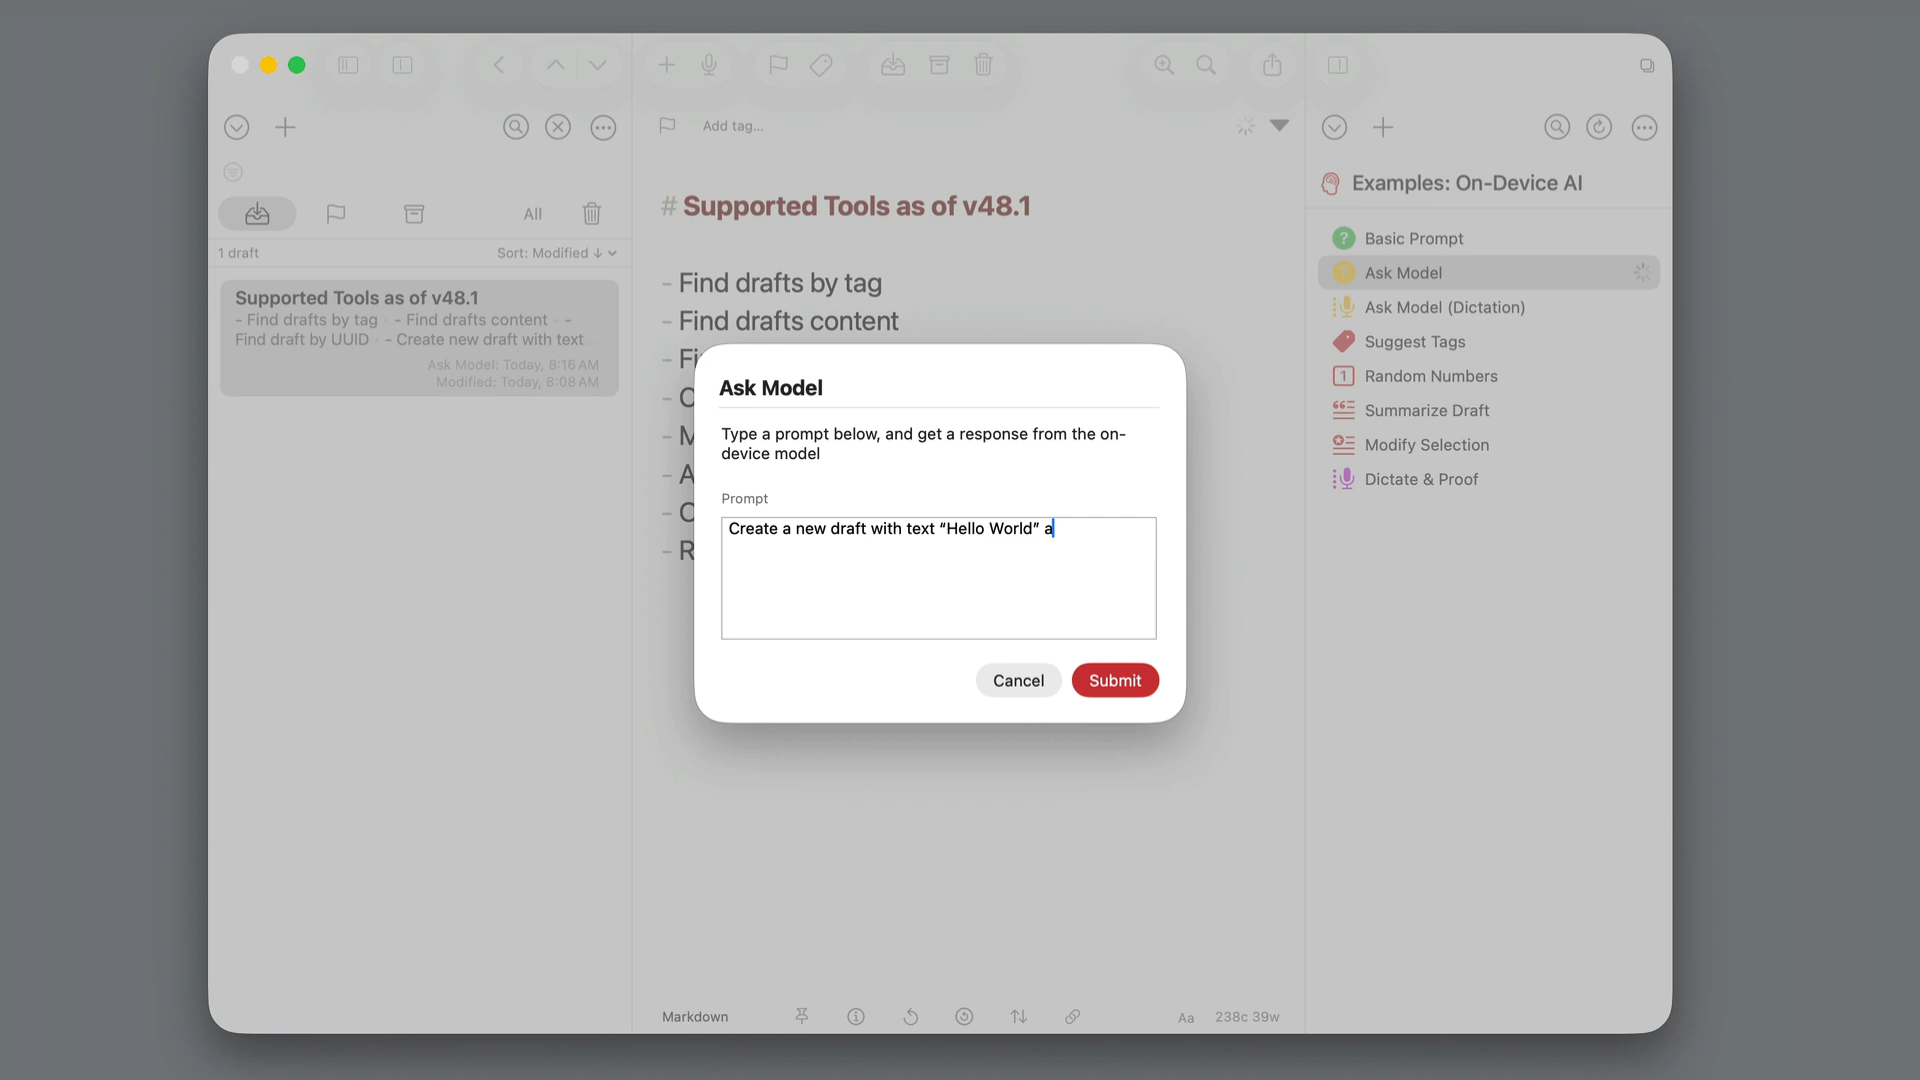 Add tag...
# Supported Tools as of v48.1
- Find drafts by tag
- Find drafts content
- Fi
- C
- M
- A
- C
- R
All
1 draft
Sort: Modified
Supported Tools as of v48.1
- Find drafts by tag - Find drafts content -
Find draft by UUID - Create new draft with text
Ask Model: Today, 8:16 AM
Modified: Today, 8:08 AM
Ask Model
Type a prompt below, and get a response from the on-
device model
Prompt
Create a new draft with text “Hello World” a
Cancel
Submit
Examples: On-Device AI
Basic Prompt
Ask Model
Ask Model (Dictation)
Suggest Tags
Random Numbers
Summarize Draft
Modify Selection
Dictate & Proof
Markdown
Aa
238c 39w